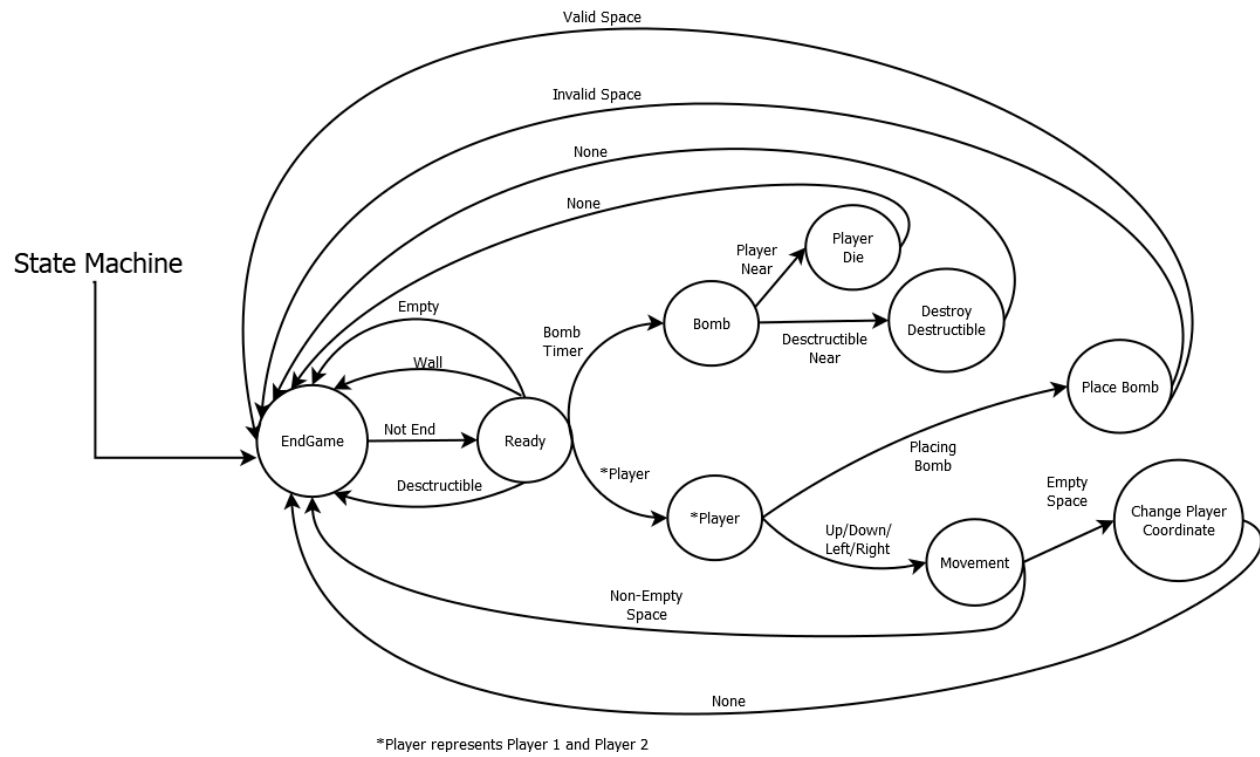 Valid Space
Invalid Space
None
None
State Machine
Player
Near
Player
Die
Empty
Bomb
Timer
Bomb
Desctructible
Near
Destroy
Destructible
Wall
Place Bomb
EndGame
Not End
Ready
Desctructible
*Player
*Player
Placing
Bomb
Up/Down/
Left/Right
Movement
Empty
Space
Change Player
Coordinate
Non-Empty
Space
None
*Player represents Player 1 and Player 2